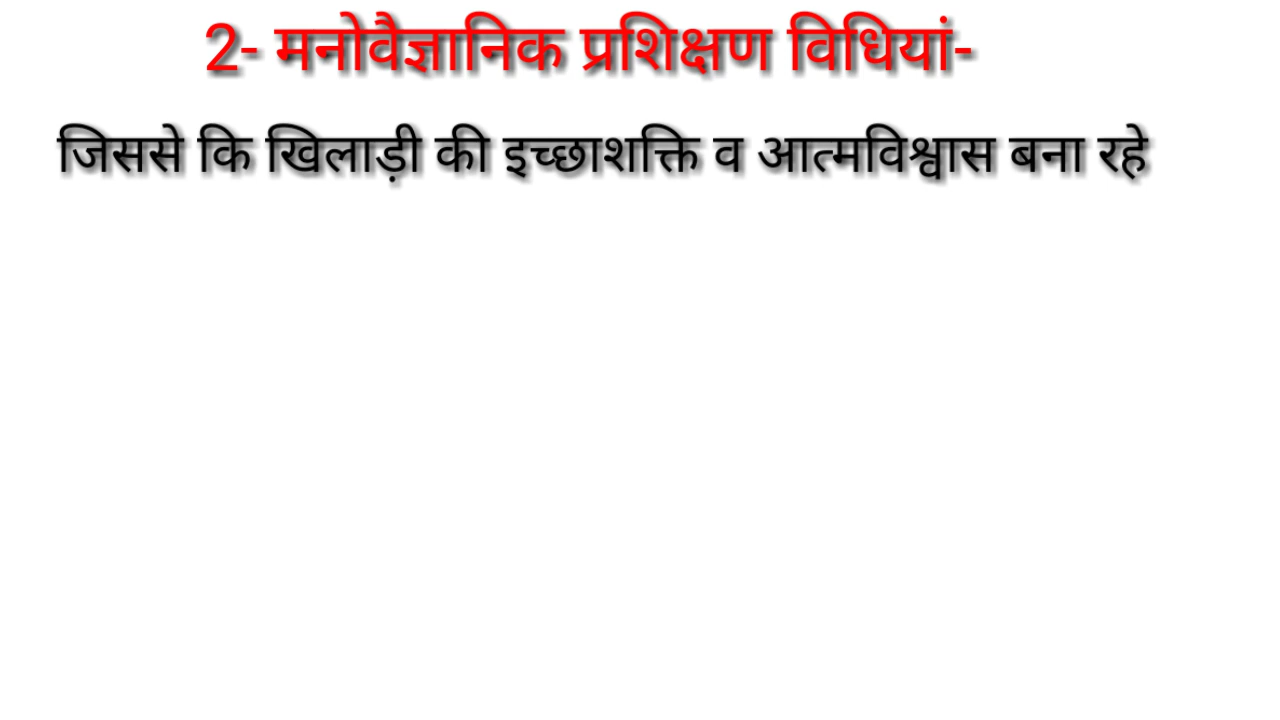 2- मनोवैज्ञानिक प्रशिक्षण विधियां-
जिससे कि खिलाड़ी की इच्छाशक्ति व आत्मविश्वास बना रहे